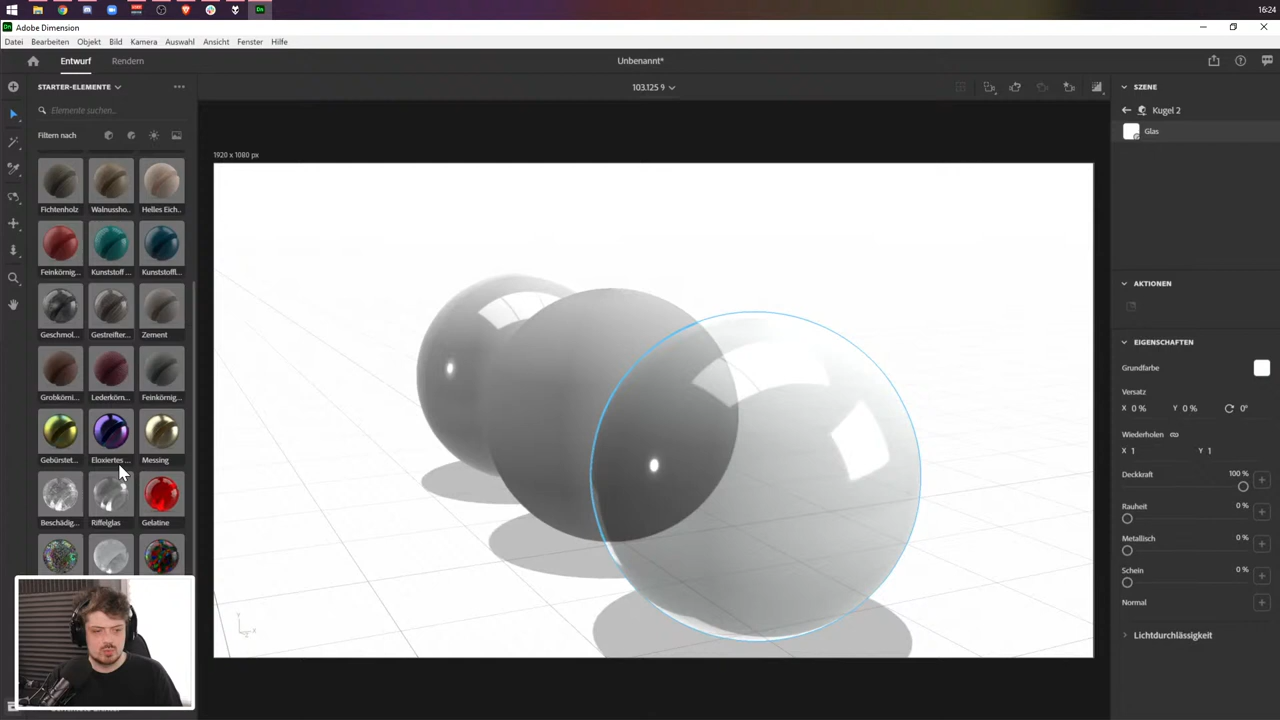 16:24
Dn Adobe Dimension
Datei Bearbeiten Objekt Bild Kamera Auswahl Ansicht Fenster Hilfe
Entwurf Rendern Unbenannt*
STARTER-ELEMENTE
103.125 9
SZENE
Elemente suchen...
Kugel 2
Filtern nach
Glas
1920 x 1080 px
Fichtenholz Walnussho.. Helles Eich..
Feinkörnig... Kunststoff ... Kunststoffl...
AKTIONEN
Geschmol... Gestreifter... Zement
EIGENSCHAFTEN
Grundfarbe
Versatz
Grobkörni... Lederkörn... Feinkörnig...
X 0 % Y 0 % 0°
Wiederholen
X 1 Y 1
Gebürstet... Eloxiertes ... Messing
Deckkraft 100 %
Rauheit 0 %
Beschädig... Riffelglas Gelatine
Metallisch 0 %
Schein 0 %
Normal
Lichtdurchlässigkeit